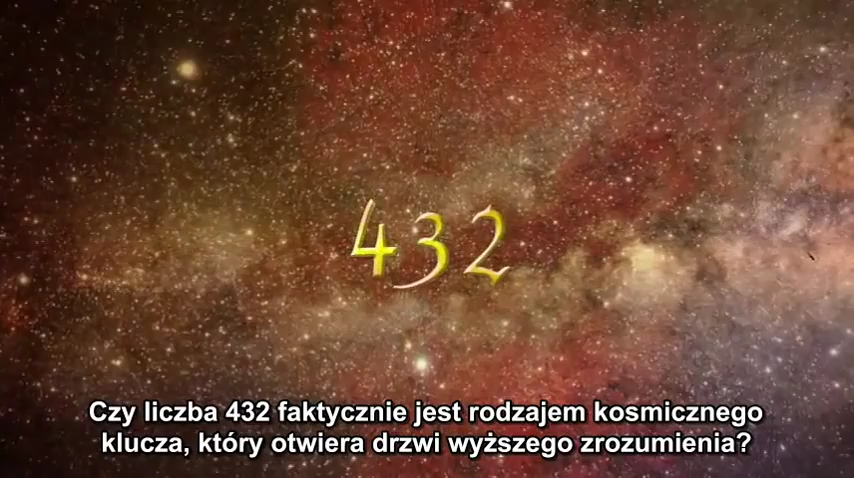 432
Czy liczba 432 faktycznie jest rodzajem kosmicznego
klucza, który otwiera drzwi wyższego zrozumienia?